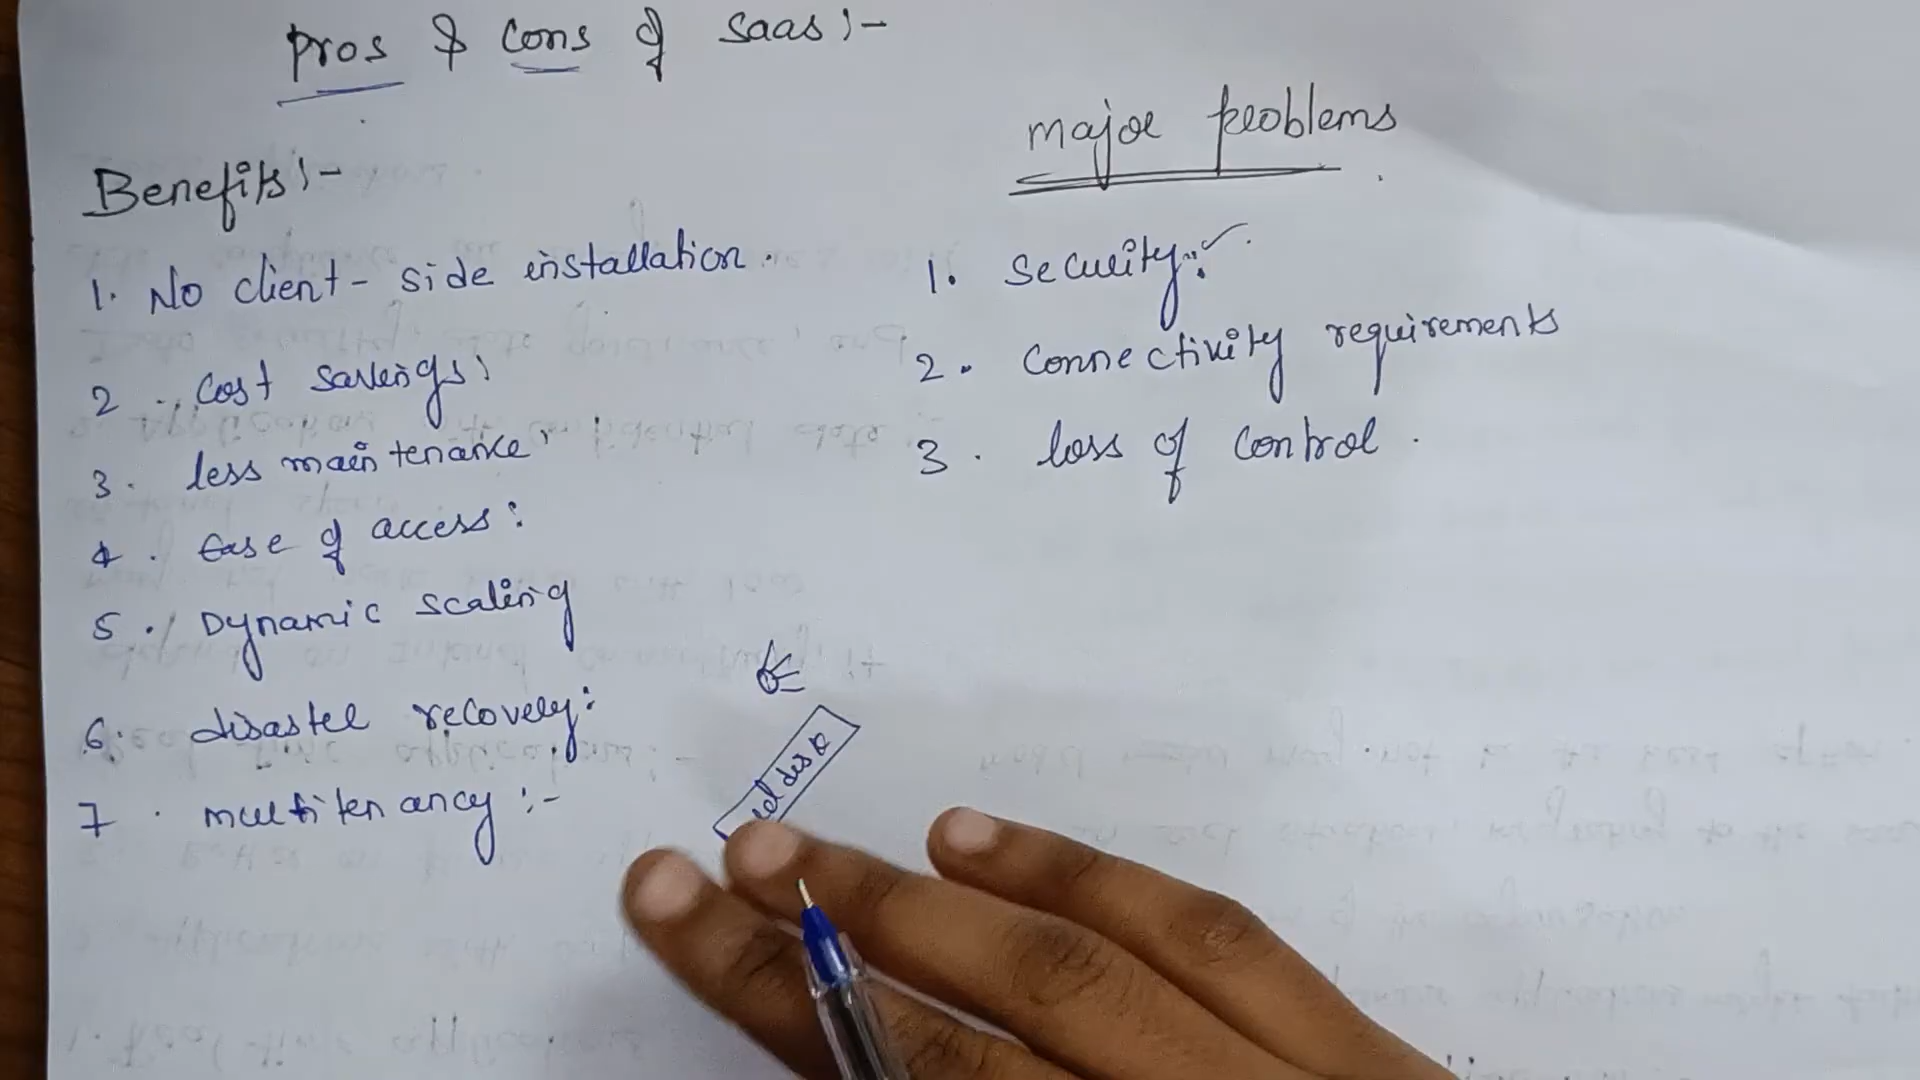 Pros & Cons of Saas :-
Benefits :-
1. No client-side installation.
2. Cost savings:
3. less maintenance
4. Ease of access:
5. Dynamic scaling
6. disaster recovery:
7. multitenancy :-
major problems
1. Security:
2. Connectivity requirements
3. loss of control.